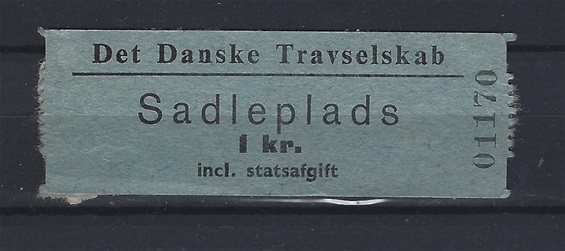 Det Danske Travselskab
Sadleplads
1 kr.
incl. statsafgift
01170